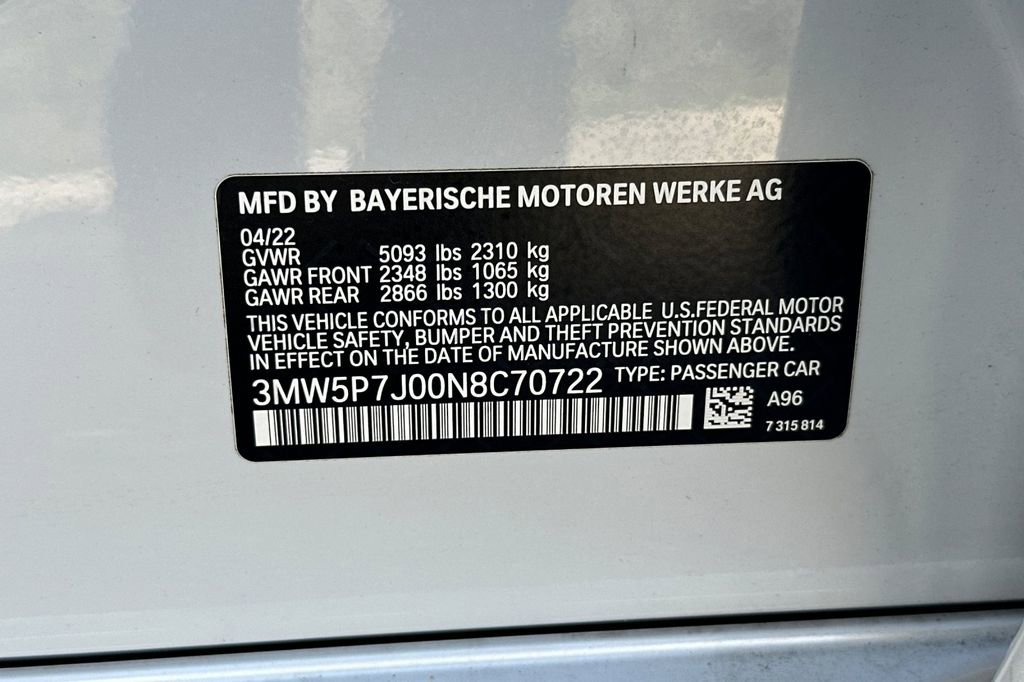 MFD BY BAYERISCHE MOTOREN WERKE AG
04/22
GVWR 5093 lbs 2310 kg
GAWR FRONT 2348 lbs 1065 kg
GAWR REAR 2866 lbs 1300 kg
THIS VEHICLE CONFORMS TO ALL APPLICABLE U.S.FEDERAL MOTOR
VEHICLE SAFETY, BUMPER AND THEFT PREVENTION STANDARDS
IN EFFECT ON THE DATE OF MANUFACTURE SHOWN ABOVE.
3MW5P7J00N8C70722 TYPE: PASSENGER CAR
A96
7 315 814